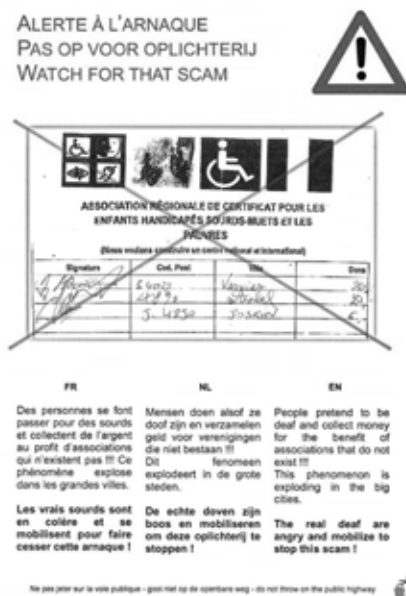 ALERTE À L'ARNAQUE
PAS OP VOOR OPLICHTERIJ
WATCH FOR THAT SCAM
ASSOCIATION RÉGIONALE DE CERTIFICAT POUR LES
ENFANTS HANDICAPÉS SOURDS-MUETS ET LES
PAUVRES
(Nous voulons construire un centre national et international)
Signature Cod. Post Ville Dons
FR
Des personnes se font
passer pour des sourds
et collectent de l'argent
au profit d'associations
qui n'existent pas !!! Ce
phénomène explose
dans les grandes villes.
Les vrais sourds sont
en colère et se
mobilisent pour faire
cesser cette arnaque !
NL
Mensen doen alsof ze
doof zijn en verzamelen
geld voor verenigingen
die niet bestaan !!!
Dit fenomeen
explodeert in de grote
steden.
De echte doven zijn
boos en mobiliseren
om deze oplichterij te
stoppen !
EN
People pretend to be
deaf and collect money
for the benefit of
associations that do not
exist !!!
This phenomenon is
exploding in the big
cities.
The real deaf are
angry and mobilize to
stop this scam !
Ne pas jeter sur la voie publique - gooi niet op de openbare weg - do not throw on the public highway